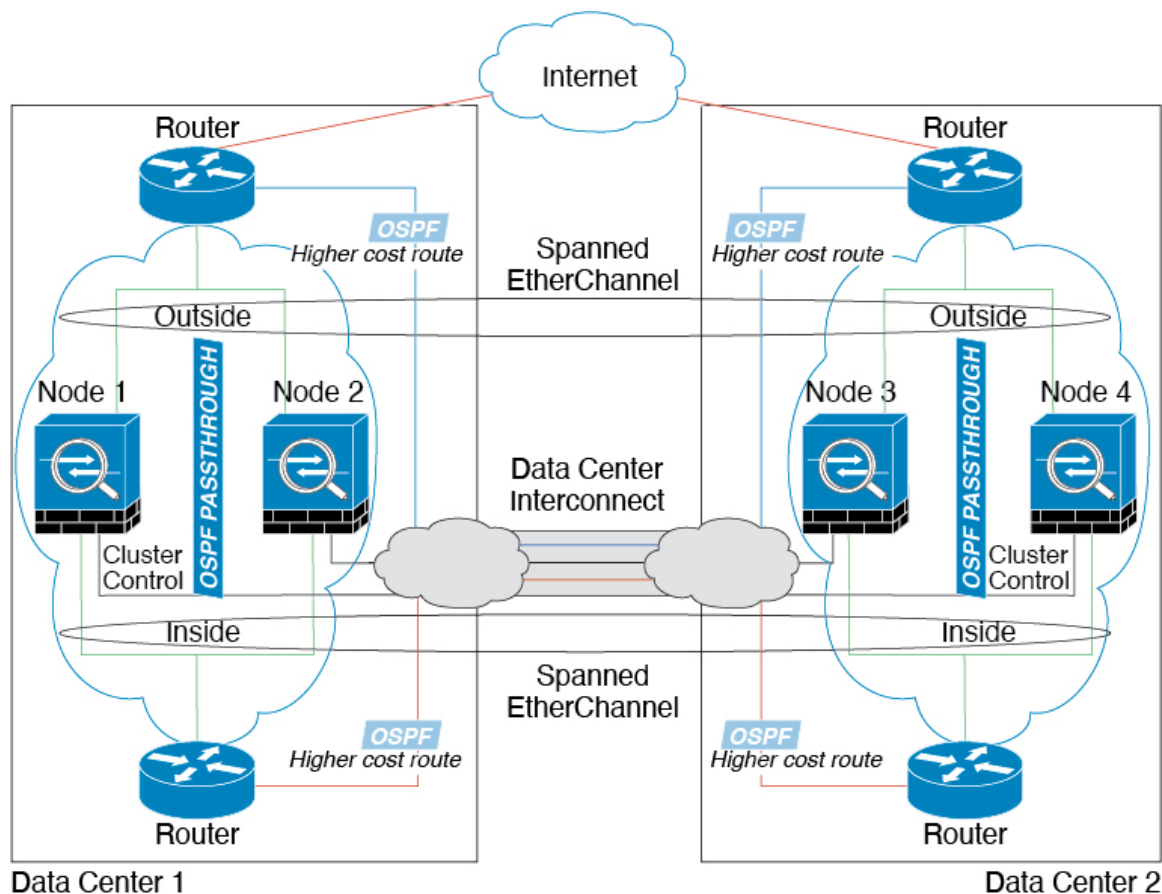 Internet
Router
Router
OSPF
Higher cost route
OSPF
Higher cost route
Spanned
EtherChannel
Outside
Outside
Node 1
Node 2
Node 3
Node 4
OSPF PASSTHROUGH
OSPF PASSTHROUGH
Data Center
Interconnect
Cluster
Control
Cluster
Control
Inside
Inside
Spanned
EtherChannel
OSPF
Higher cost route
OSPF
Higher cost route
Router
Router
Data Center 1
Data Center 2